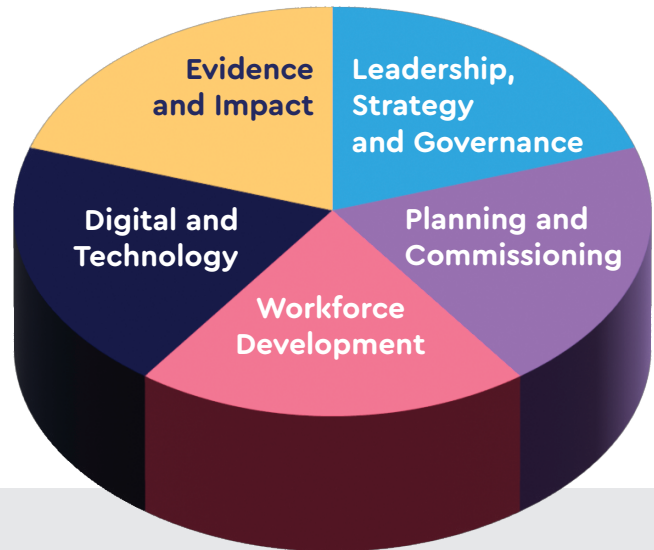 Evidence
and Impact
Leadership,
Strategy
and Governance
Digital and
Technology
Planning and
Commissioning
Workforce
Development